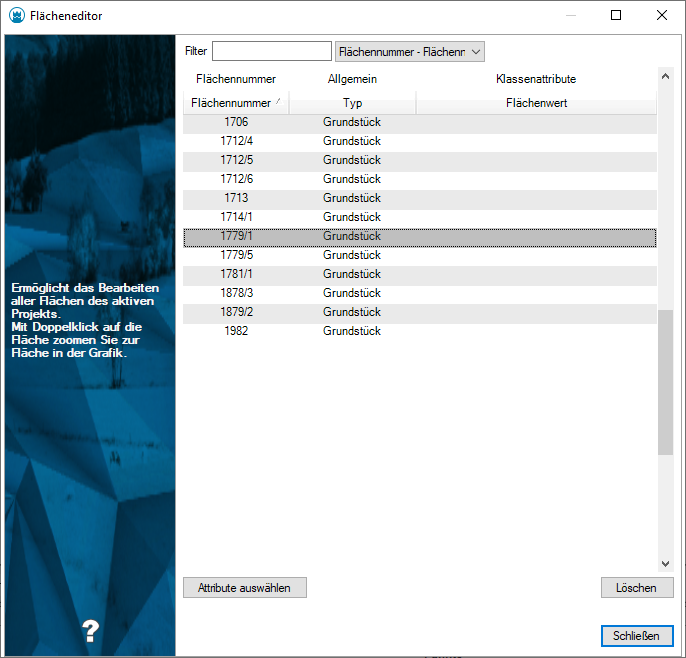 Flächeneditor
Filter
Flächennummer - Flächenn
Flächennummer Allgemein Klassenattribute
Flächennummer Typ Flächenwert
1706 Grundstück
1712/4 Grundstück
1712/5 Grundstück
1712/6 Grundstück
1713 Grundstück
1714/1 Grundstück
1779/1 Grundstück
1779/5 Grundstück
1781/1 Grundstück
1878/3 Grundstück
1879/2 Grundstück
1982 Grundstück
Ermöglicht das Bearbeiten
aller Flächen des aktiven
Projekts.
Mit Doppelklick auf die
Fläche zoomen Sie zur
Fläche in der Grafik.
?
Attribute auswählen
Löschen
Schließen